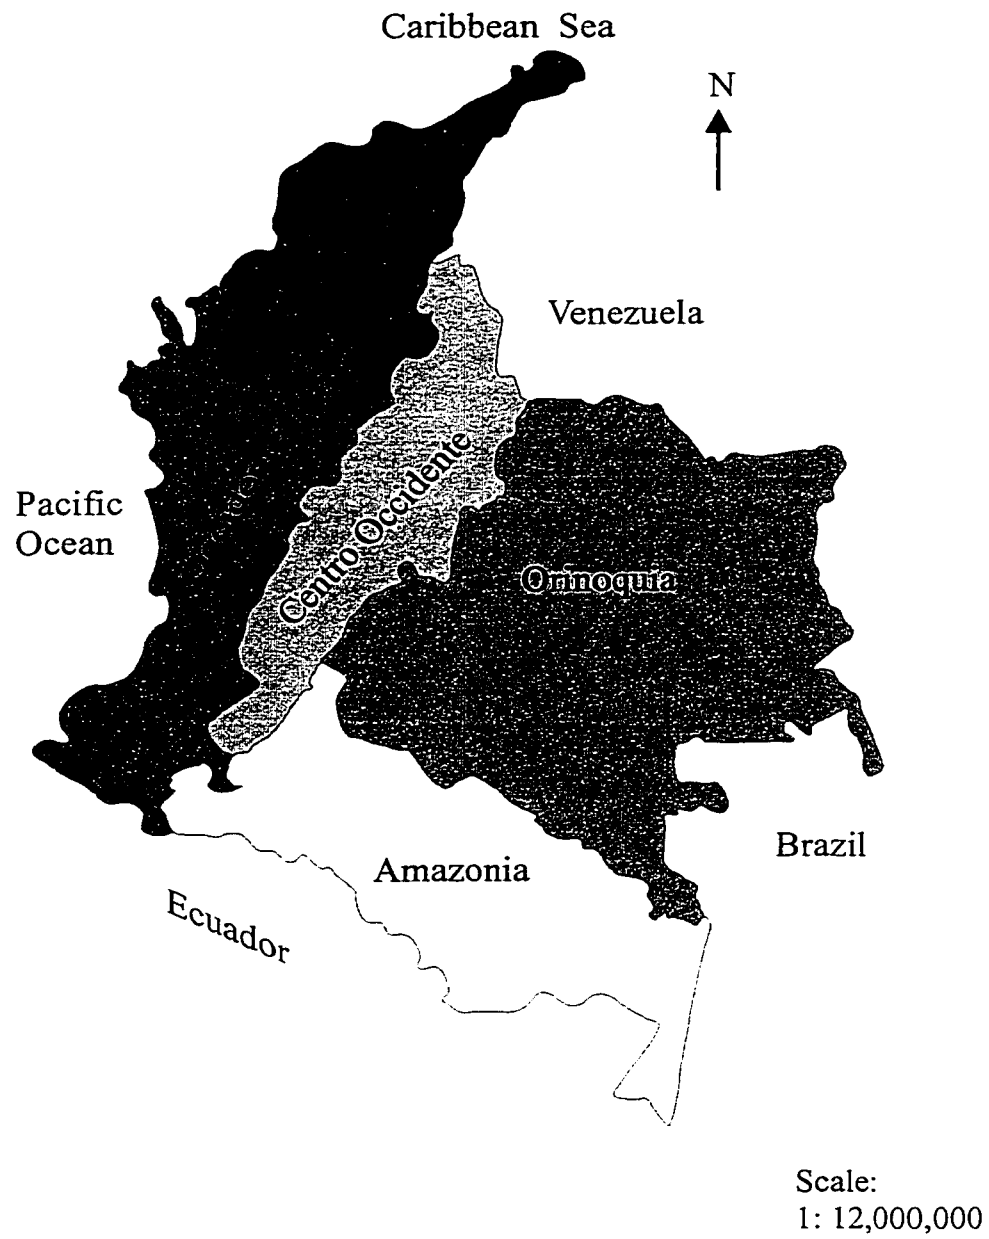 Caribbean Sea
N
Venezuela
Centro Occidente
Pacific
Ocean
Orinoquia
Brazil
Amazonia
Ecuador
Scale:
1: 12,000,000